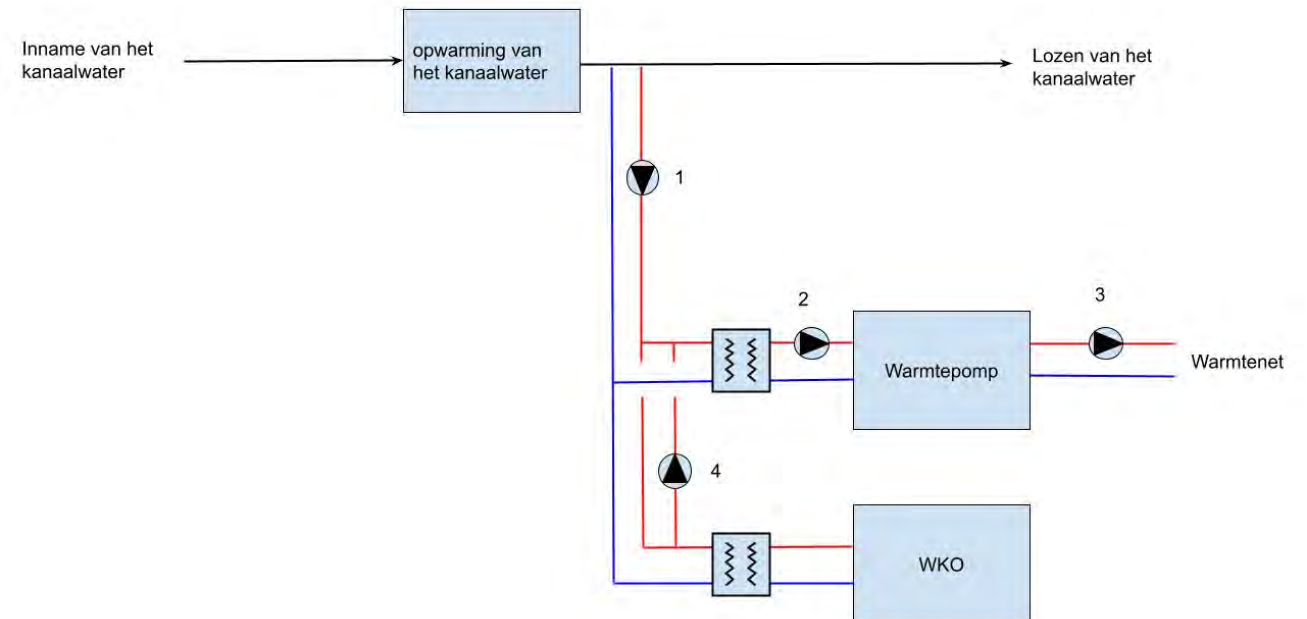 Inname van het
kanaalwater
opwarming van
het kanaalwater
Lozen van het
kanaalwater
1
2
3
Warmtepomp
Warmtenet
4
WKO